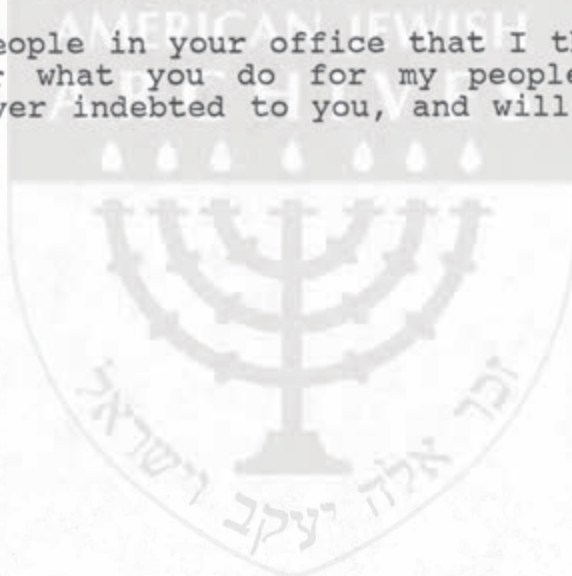 AMERICAN JEWISH
eople in your office that I th
r what you do for my people
ARCHIVES
ver indebted to you, and will
זכר אלה יעקב וישראל